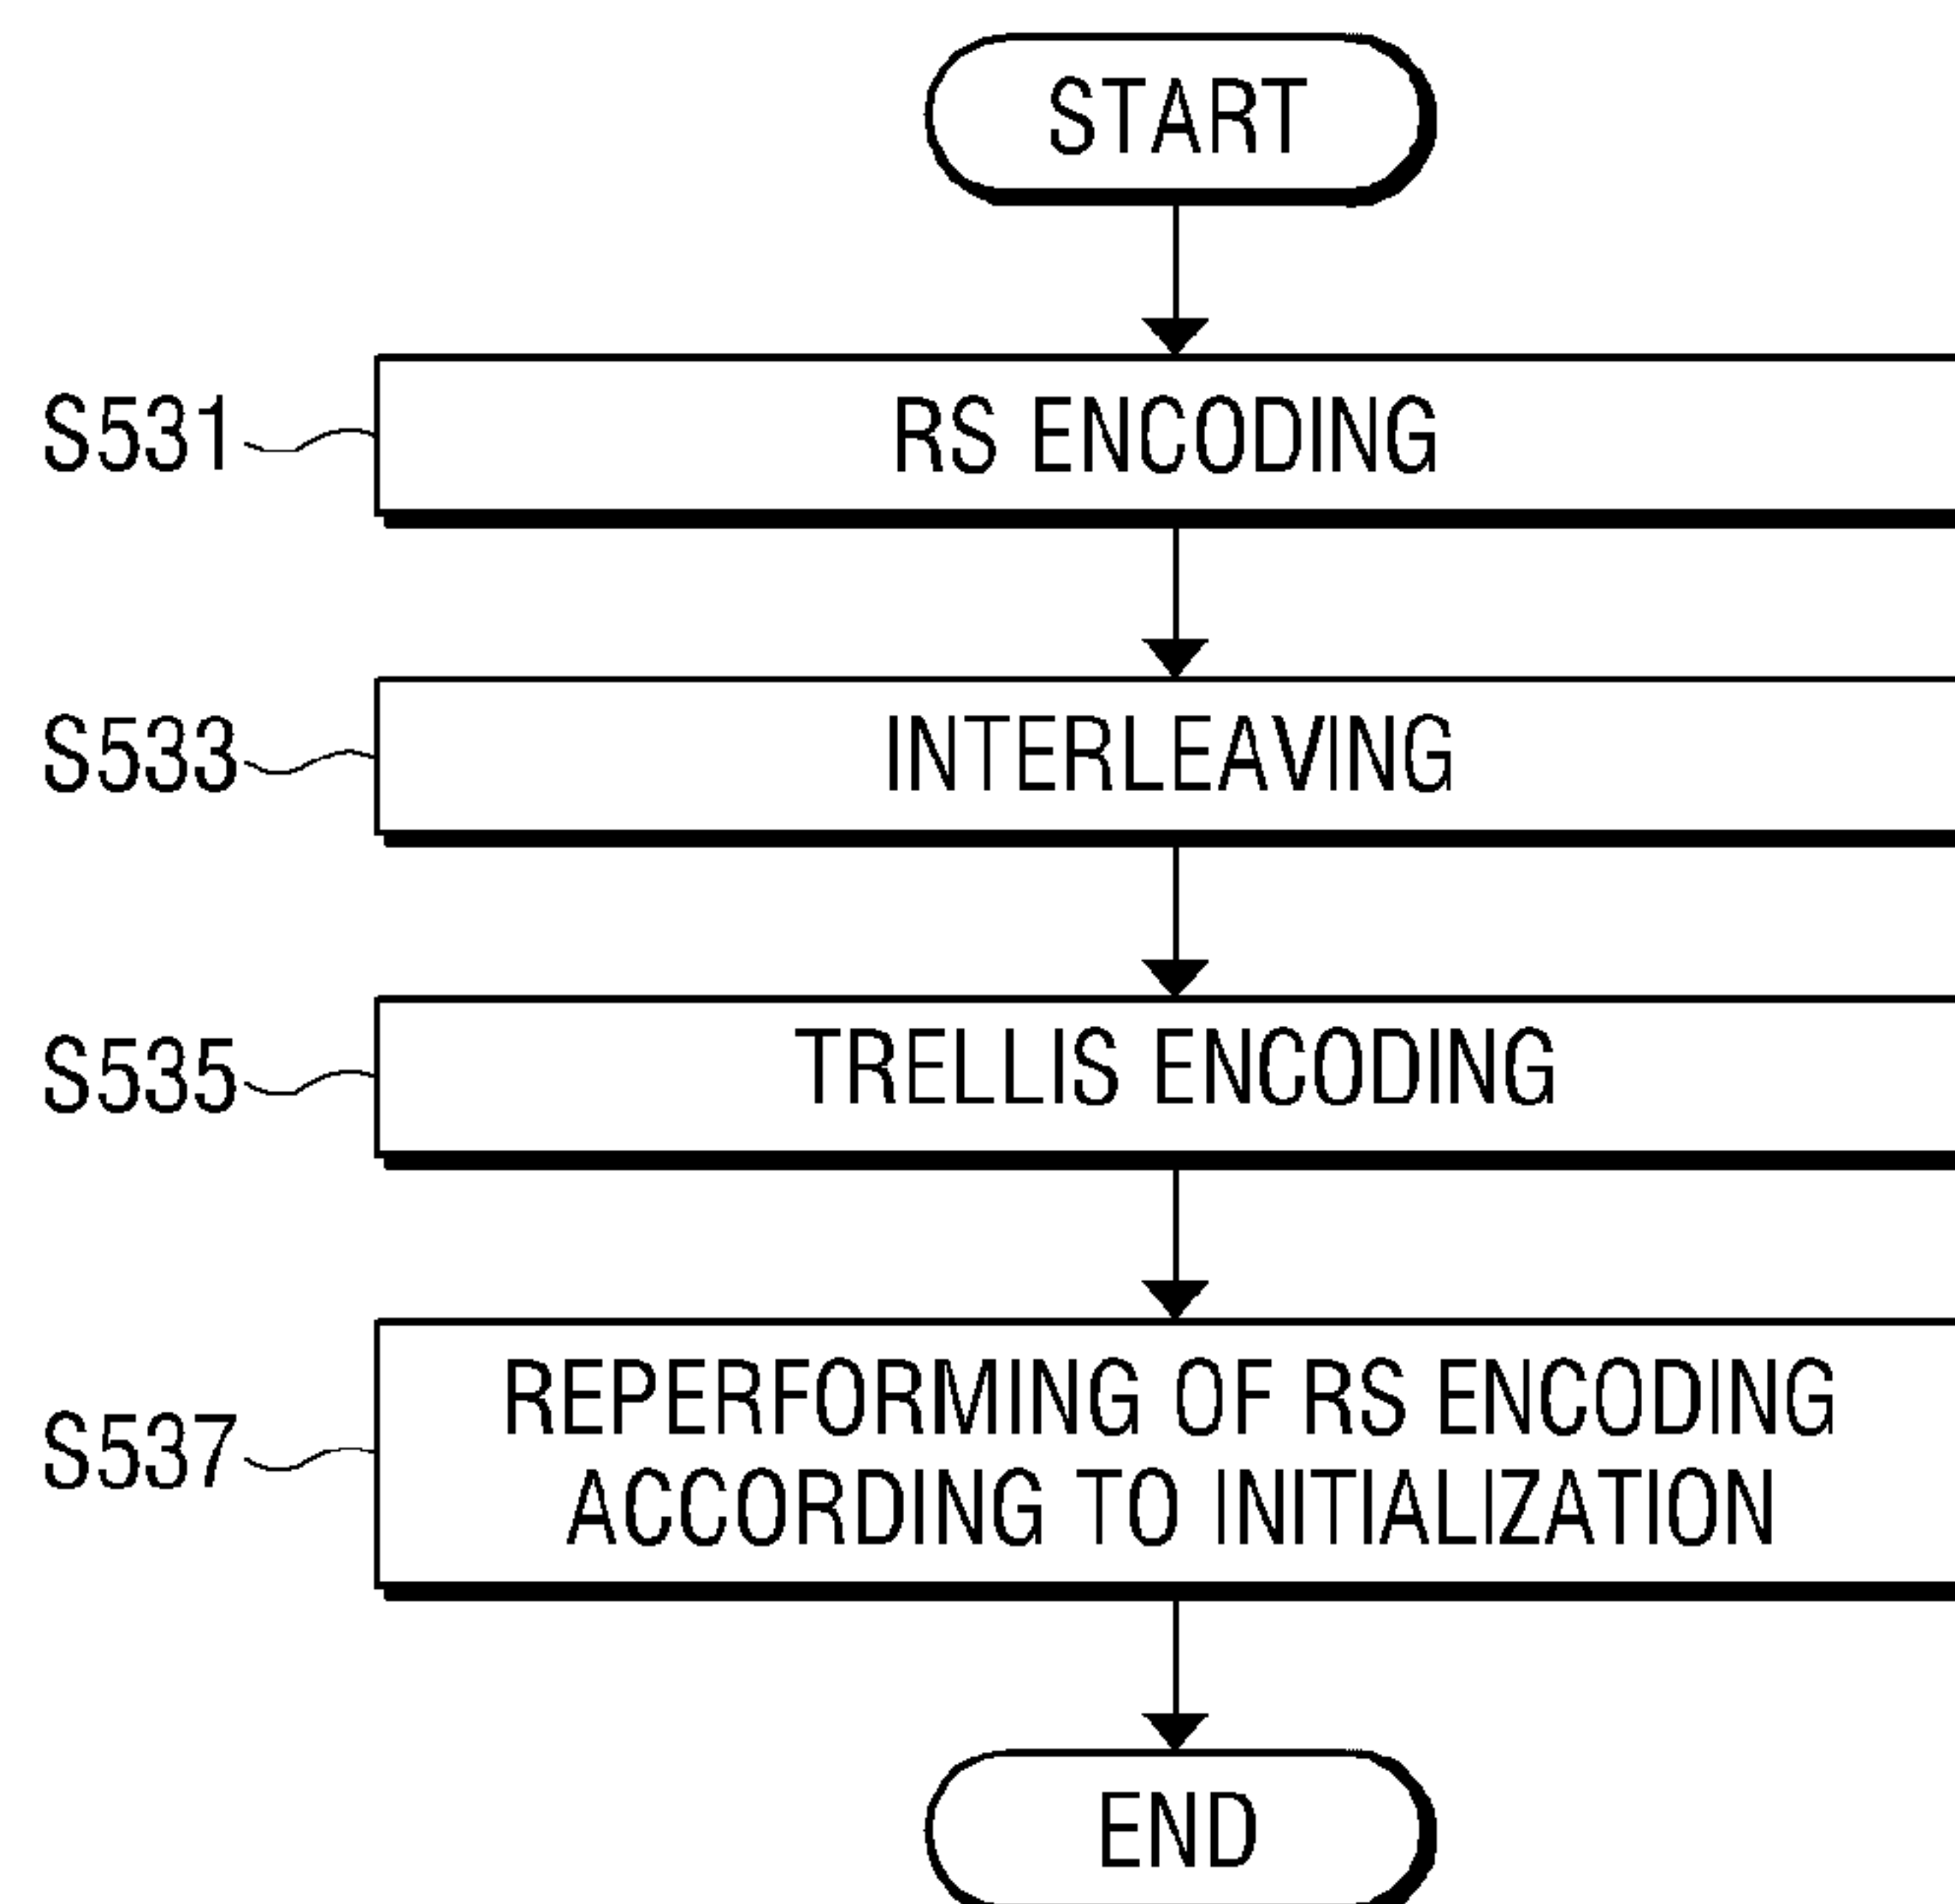 START
S531
RS ENCODING
S533
INTERLEAVING
S535
TRELLIS ENCODING
S537
REPERFORMING OF RS ENCODING
ACCORDING TO INITIALIZATION
END